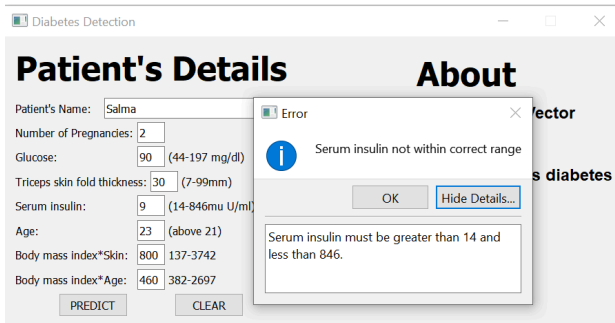 Diabetes Detection
Patient's Details
About
Patient's Name: Salma
Vector
Number of Pregnancies: 2
Glucose: 90 (44-197 mg/dl)
Triceps skin fold thickness: 30 (7-99mm)
s diabetes
Serum insulin: 9 (14-846mu U/ml)
Age: 23 (above 21)
Body mass index*Skin: 800 137-3742
Body mass index*Age: 460 382-2697
PREDICT CLEAR
Error
Serum insulin not within correct range
OK Hide Details...
Serum insulin must be greater than 14 and
less than 846.